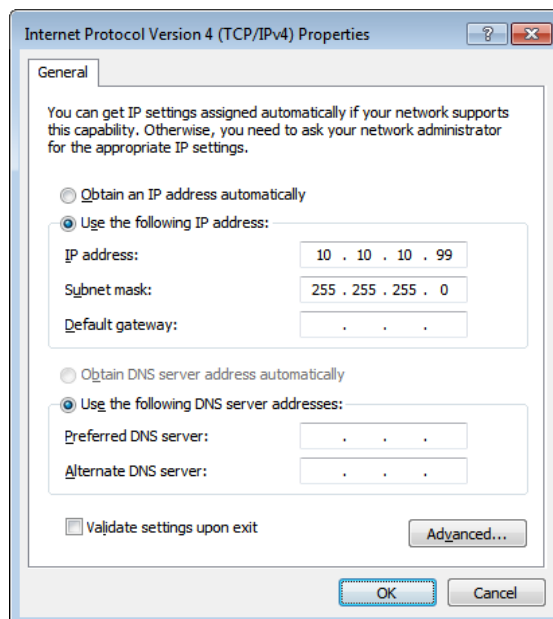 Internet Protocol Version 4 (TCP/IPv4) Properties
General
You can get IP settings assigned automatically if your network supports
this capability. Otherwise, you need to ask your network administrator
for the appropriate IP settings.
Obtain an IP address automatically
Use the following IP address:
IP address: 10 . 10 . 10 . 99
Subnet mask: 255 . 255 . 255 . 0
Default gateway: . . .
Obtain DNS server address automatically
Use the following DNS server addresses:
Preferred DNS server: . . .
Alternate DNS server: . . .
Validate settings upon exit
Advanced...
OK Cancel